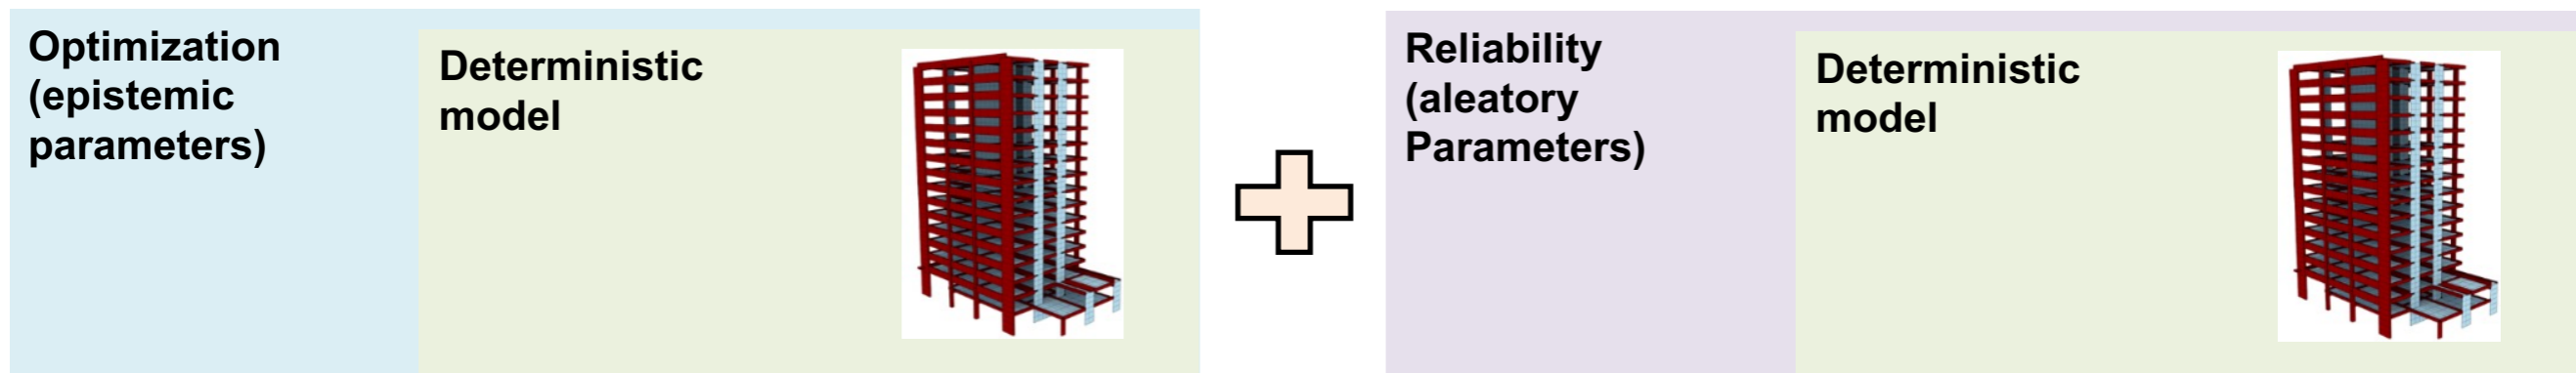 Optimization
(epistemic
parameters)
Deterministic
model
Reliability
(aleatory
Parameters)
Deterministic
model